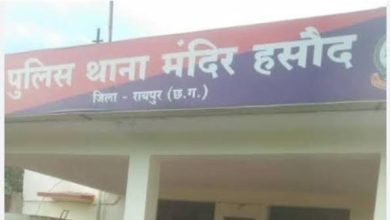 पुलिस थाना मंदिर हसौद
जिला - रायपुर (छ.ग.)